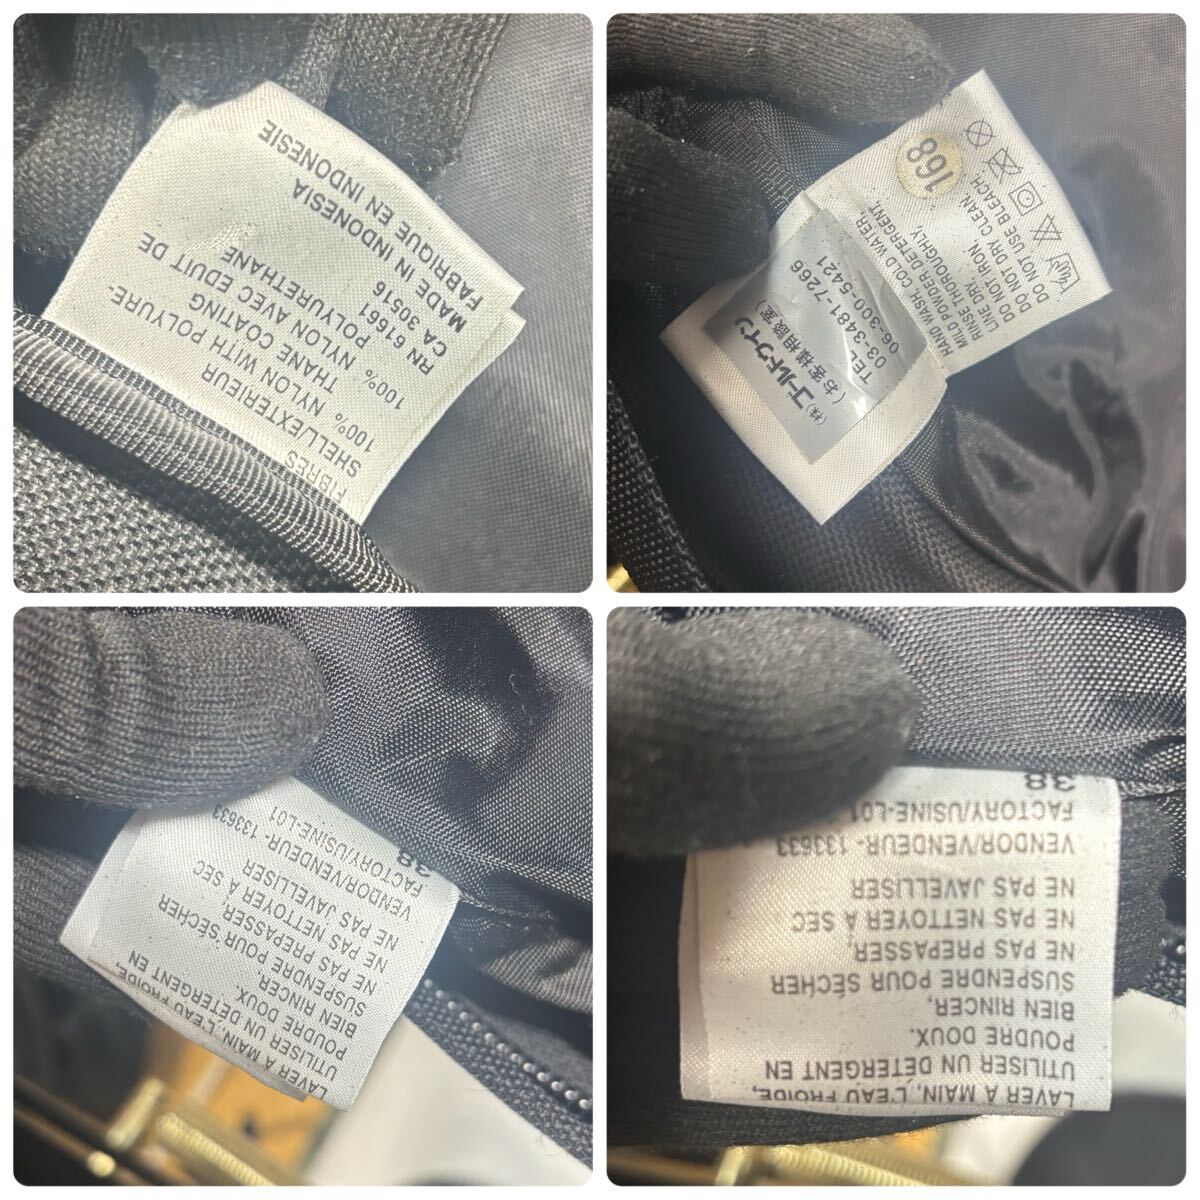 FIBRES
SHELL/EXTERIEUR
100% NYLON WITH POLYURE-
THANE COATING
100% NYLON AVEC EDUIT DE
POLYURETHANE
RN 61661
CA 30516
MADE IN INDONESIA
FABRIQUE EN INDONESIE
168
HAND WASH, COLD WATER,
MILD POWDER DETERGENT,
RINSE THOROUGHLY,
LINE DRY.
DO NOT IRON.
DO NOT DRY CLEAN
DO NOT USE BLEACH
(株)ゴールドウイン
(お客様相談室)
TEL 03-3481-7266
06-300-5421
LAVER A MAIN, L'EAU FROIDE,
UTILISER UN DETERGENT EN
POUDRE DOUX.
BIEN RINCER,
SUSPENDRE POUR SÉCHER
NE PAS PREPASSER,
NE PAS NETTOYER À SEC
NE PAS JAVELLISER
VENDOR/VENDEUR- 133633
FACTORY/USINE-L01
38
LAVER A MAIN, L'EAU FROIDE,
UTILISER UN DETERGENT EN
POUDRE DOUX.
BIEN RINCER,
SUSPENDRE POUR SÉCHER
NE PAS PREPASSER,
NE PAS NETTOYER À SEC
NE PAS JAVELLISER
VENDOR/VENDEUR- 133633
FACTORY/USINE-L01
38